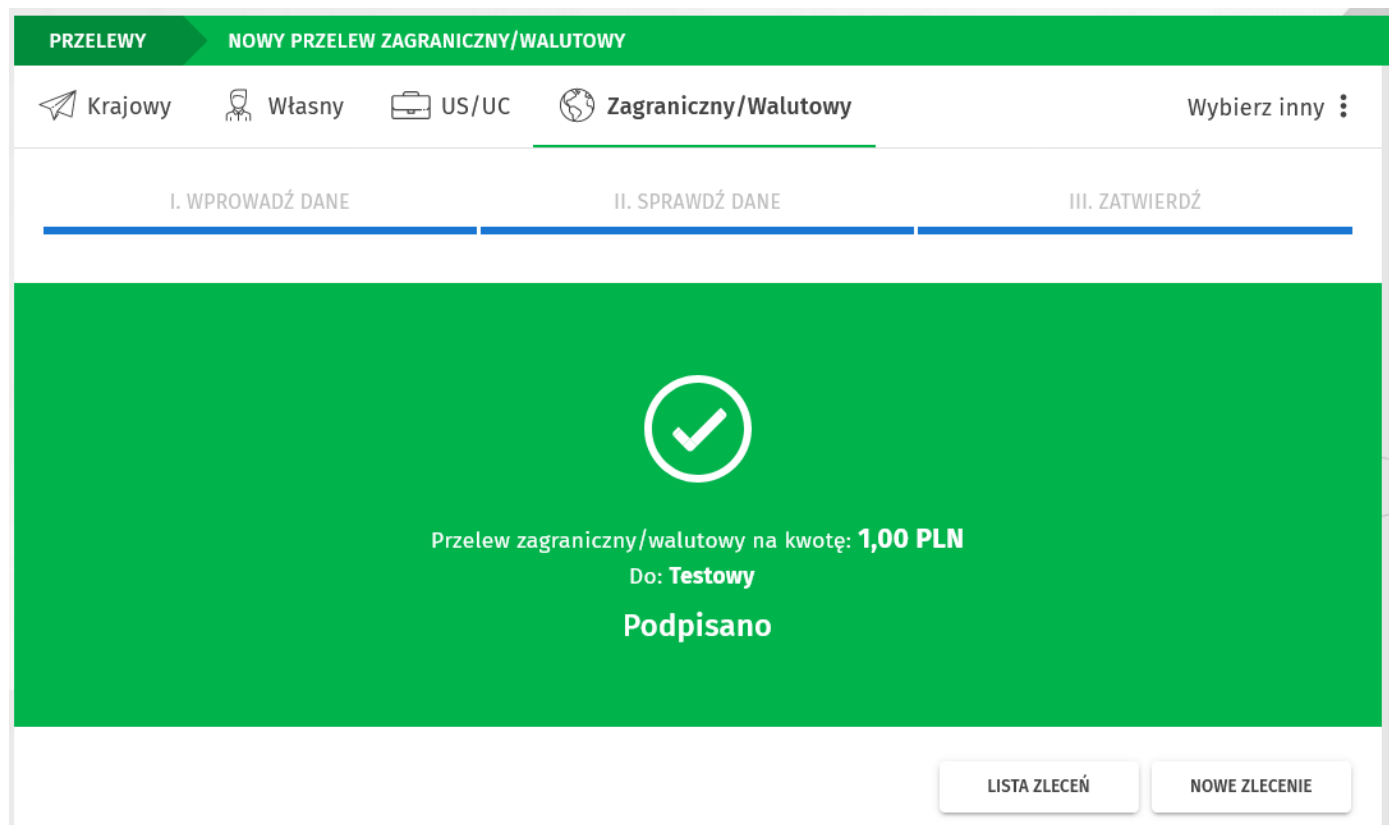 PRZELEWY NOWY PRZELEW ZAGRANICZNY/WALUTOWY
Krajowy Własny US/UC Zagraniczny/Walutowy Wybierz inny
I. WPROWADŹ DANE II. SPRAWDŹ DANE III. ZATWIERDŹ
Przelew zagraniczny/walutowy na kwotę: 1,00 PLN
Do: Testowy
Podpisano
LISTA ZLECEŃ NOWE ZLECENIE